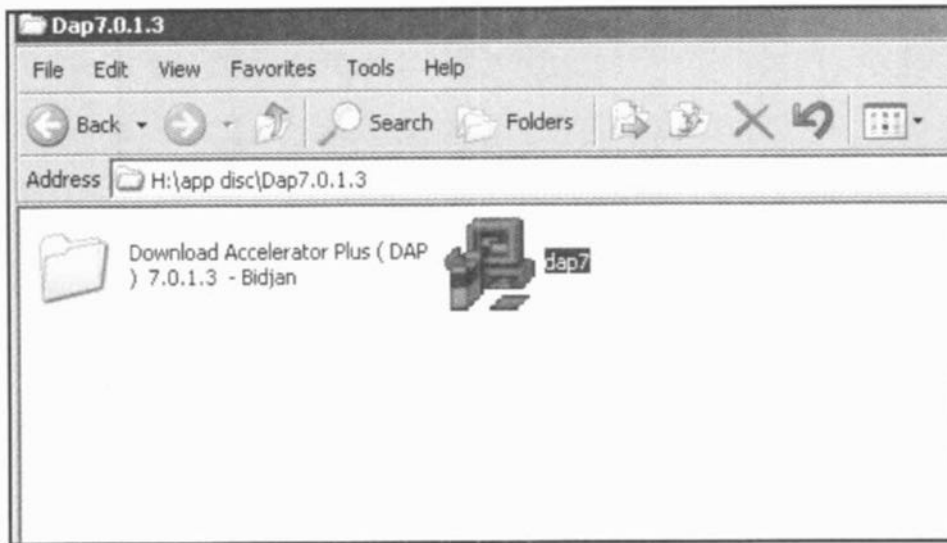 Dap7.0.1.3
File Edit View Favorites Tools Help
Back Search Folders
Address H:\app disc\Dap7.0.1.3
Download Accelerator Plus ( DAP
) 7.0.1.3 - Bidjan
dap7